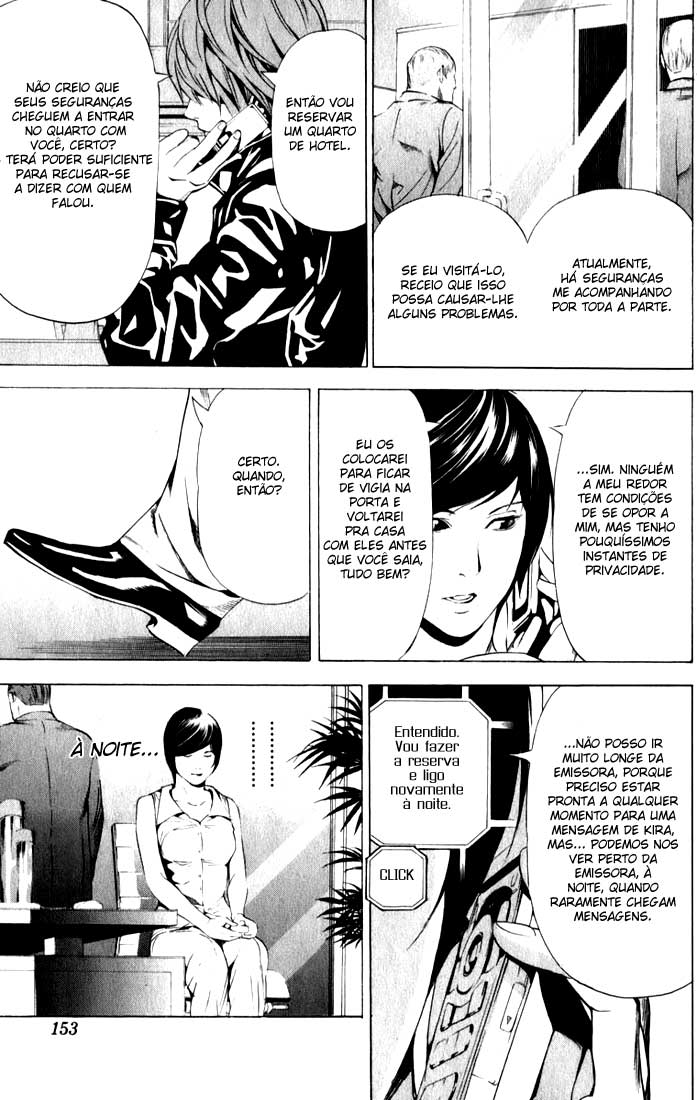 ATUALMENTE,
HÁ SEGURANÇAS
ME ACOMPANHANDO
POR TODA A PARTE.
SE EU VISITÁ-LO,
RECEIO QUE ISSO
POSSA CAUSAR-LHE
ALGUNS PROBLEMAS.
ENTÃO VOU
RESERVAR
UM QUARTO
DE HOTEL.
NÃO CREIO QUE
SEUS SEGURANÇAS
CHEGUEM A ENTRAR
NO QUARTO COM
VOCÊ, CERTO?
TERÁ PODER SUFICIENTE
PARA RECUSAR-SE
A DIZER COM QUEM
FALOU.
...SIM. NINGUÉM
A MEU REDOR
TEM CONDIÇÕES
DE SE OPOR A
MIM, MAS TENHO
POUQUÍSSIMOS
INSTANTES DE
PRIVACIDADE.
EU OS
COLOCAREI
PARA FICAR
DE VIGIA NA
PORTA E
VOLTAREI
PRA CASA
COM ELES ANTES
QUE VOCÊ SAIA,
TUDO BEM?
CERTO.
QUANDO,
ENTÃO?
...NÃO POSSO IR
MUITO LONGE DA
EMISSORA, PORQUE
PRECISO ESTAR
PRONTA A QUALQUER
MOMENTO PARA UMA
MENSAGEM DE KIRA,
MAS... PODEMOS NOS
VER PERTO DA
EMISSORA, À
NOITE, QUANDO
RARAMENTE CHEGAM
MENSAGENS.
Entendido.
Vou fazer
a reserva
e ligo
novamente
à noite.
CLICK
À NOITE...
153